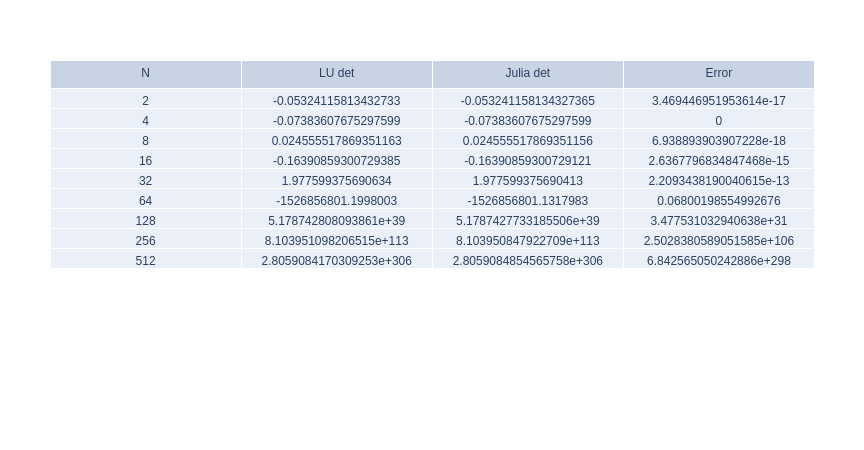 N LU det Julia det Error
2 -0.05324115813432733 -0.053241158134327365 3.469446951953614e-17
4 -0.07383607675297599 -0.07383607675297599 0
8 0.024555517869351163 0.024555517869351156 6.938893903907228e-18
16 -0.16390859300729385 -0.16390859300729121 2.6367796834847468e-15
32 1.977599375690634 1.977599375690413 2.2093438190040615e-13
64 -1526856801.1998003 -1526856801.1317983 0.06800198554992676
128 5.178742808093861e+39 5.1787427733185506e+39 3.477531032940638e+31
256 8.103951098206515e+113 8.103950847922709e+113 2.5028380589051585e+106
512 2.8059084170309253e+306 2.8059084854565758e+306 6.842565050242886e+298